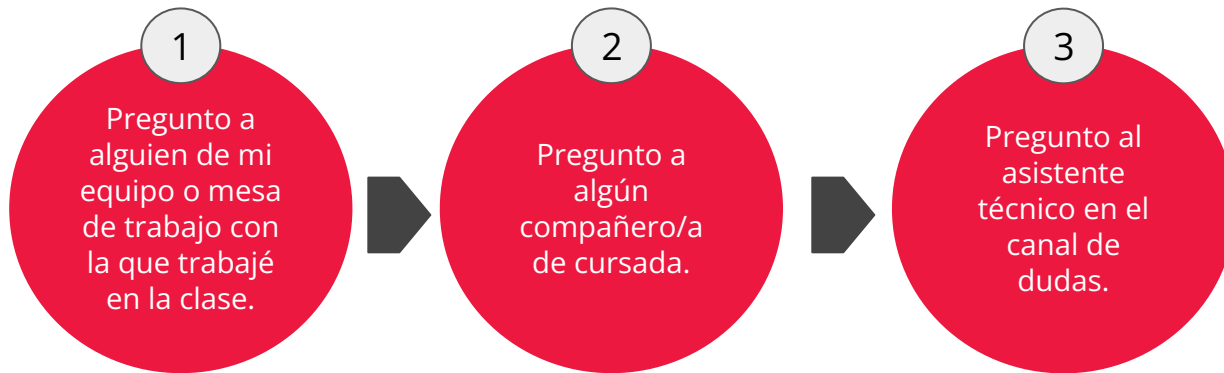 1
Pregunto a
alguien de mi
equipo o mesa
de trabajo con
la que trabajé
en la clase.
2
Pregunto a
algún
compañero/a
de cursada.
3
Pregunto al
asistente
técnico en el
canal de
dudas.